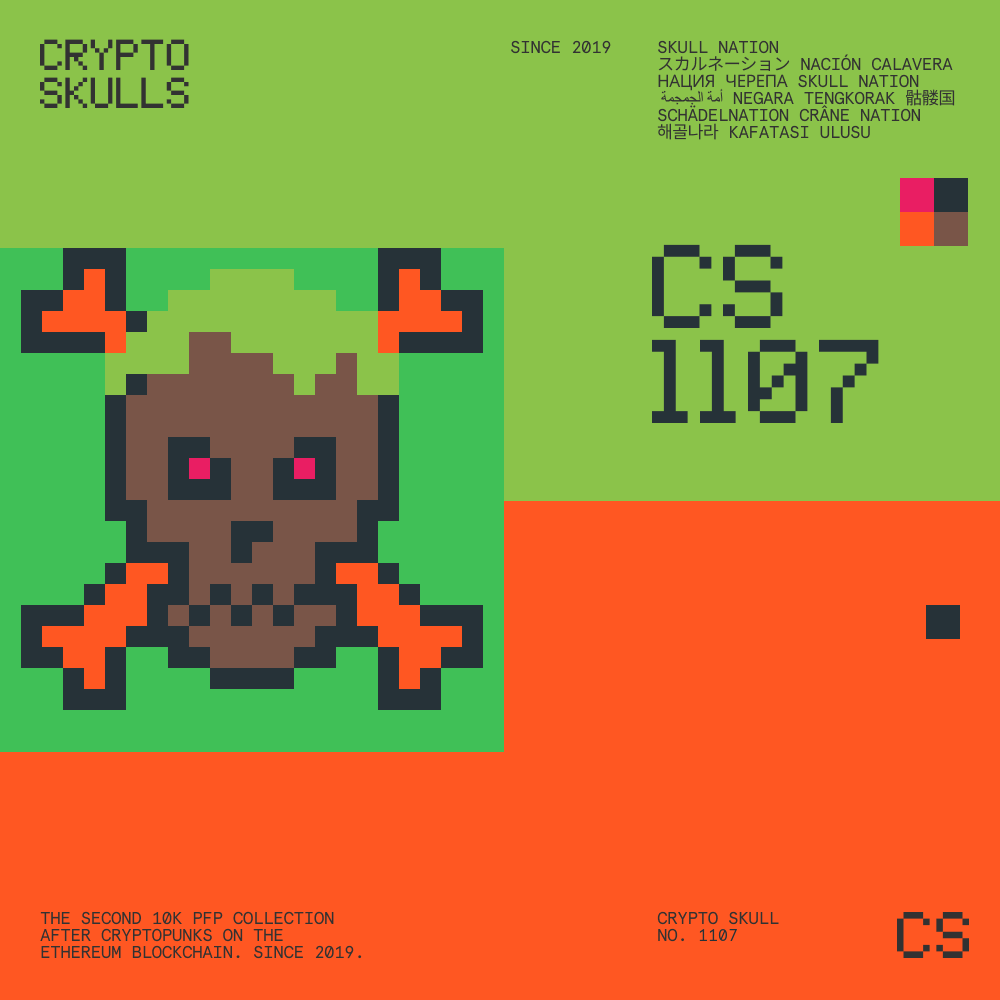 CRYPTO
SKULLS
SINCE 2019
SKULL NATION
スカルネーション NACIÓN CALAVERA
НАЦИЯ ЧЕРЕПА SKULL NATION
أمة الجمجمة NEGARA TENGKORAK 骷髅国
SCHÄDELNATION CRÂNE NATION
해골나라 KAFATASI ULUSU
CS
1107
THE SECOND 10K PFP COLLECTION
AFTER CRYPTOPUNKS ON THE
ETHEREUM BLOCKCHAIN. SINCE 2019.
CRYPTO SKULL
NO. 1107
CS